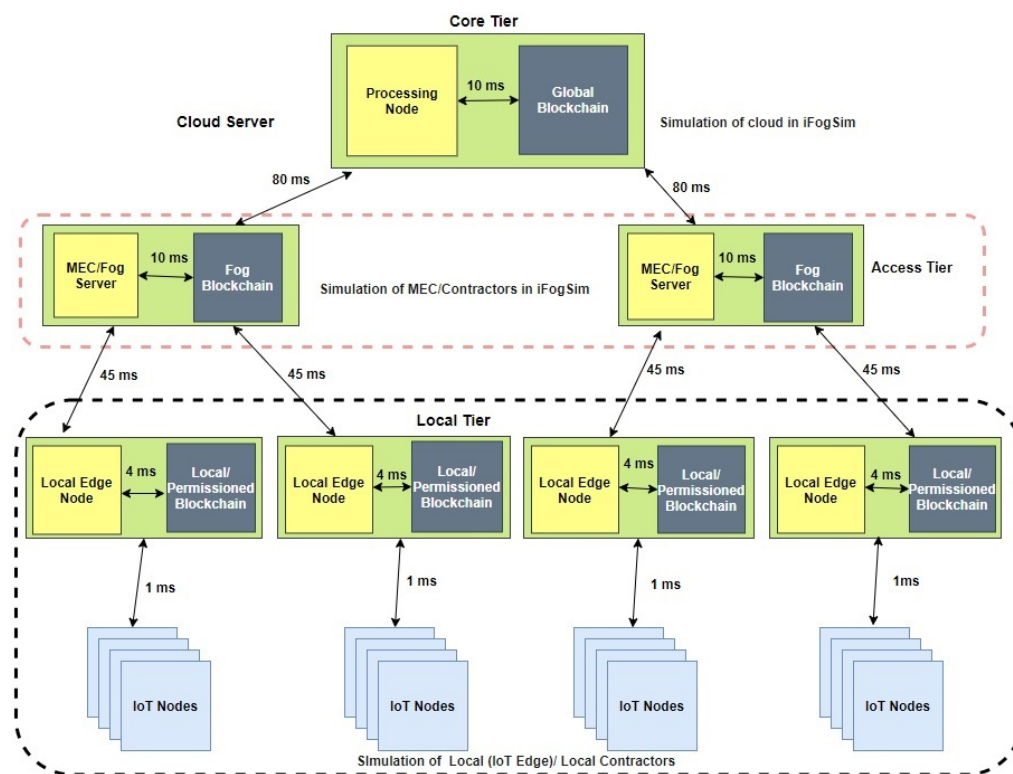 Core Tier
Processing
Node
10 ms
Global
Blockchain
Cloud Server
Simulation of cloud in iFogSim
80 ms
80 ms
MEC/Fog
Server
10 ms
Fog
Blockchain
Simulation of MEC/Contractors in iFogSim
MEC/Fog
Server
10 ms
Fog
Blockchain
Access Tier
45 ms
45 ms
45 ms
45 ms
Local Tier
Local Edge
Node
4 ms
Local/
Permissioned
Blockchain
Local Edge
Node
4 ms
Local/
Permissioned
Blockchain
Local Edge
Node
4 ms
Local/
Permissioned
Blockchain
Local Edge
Node
4 ms
Local/
Permissioned
Blockchain
1 ms
1 ms
1 ms
1ms
IoT Nodes
IoT Nodes
IoT Nodes
IoT Nodes
Simulation of Local (IoT Edge)/ Local Contractors